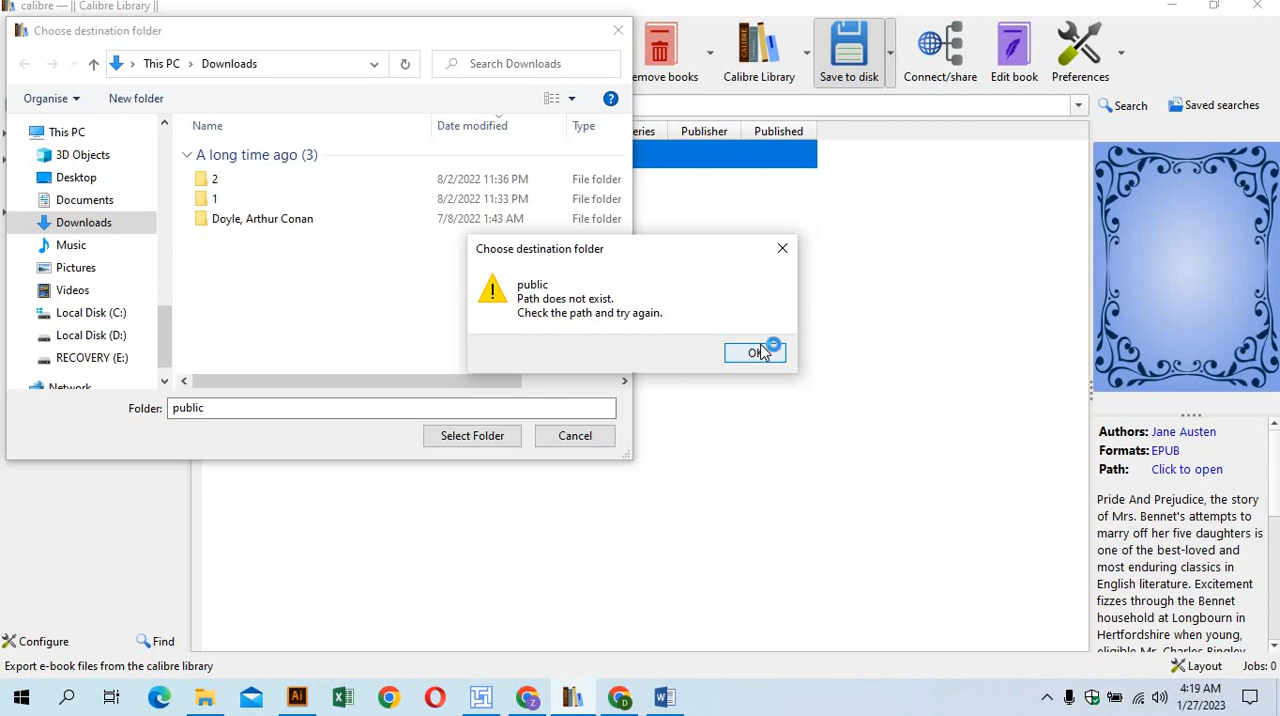 calibre — || Calibre Library ||
Choose destination folder
This PC
Downloads
Search Downloads
Organise
New folder
This PC
3D Objects
Desktop
Documents
Downloads
Music
Pictures
Videos
Local Disk (C:)
Local Disk (D:)
RECOVERY (E:)
Network
Name
Date modified
Type
A long time ago (3)
2
8/2/2022 11:36 PM
File folder
1
8/2/2022 11:33 PM
File folder
Doyle, Arthur Conan
7/8/2022 1:43 AM
File folder
Folder:
public
Select Folder
Cancel
Choose destination folder
public
Path does not exist.
Check the path and try again.
OK
emove books
Calibre Library
Save to disk
Connect/share
Edit book
Preferences
Search
Saved searches
eries
Publisher
Published
Authors: Jane Austen
Formats: EPUB
Path: Click to open
Pride And Prejudice, the story
of Mrs. Bennet's attempts to
marry off her five daughters is
one of the best-loved and
most enduring classics in
English literature. Excitement
fizzes through the Bennet
household at Longbourn in
Hertfordshire when young,
eligible Mr. Charles Bingley
Configure
Find
Export e-book files from the calibre library
Layout
Jobs: 0
4:19 AM
1/27/2023